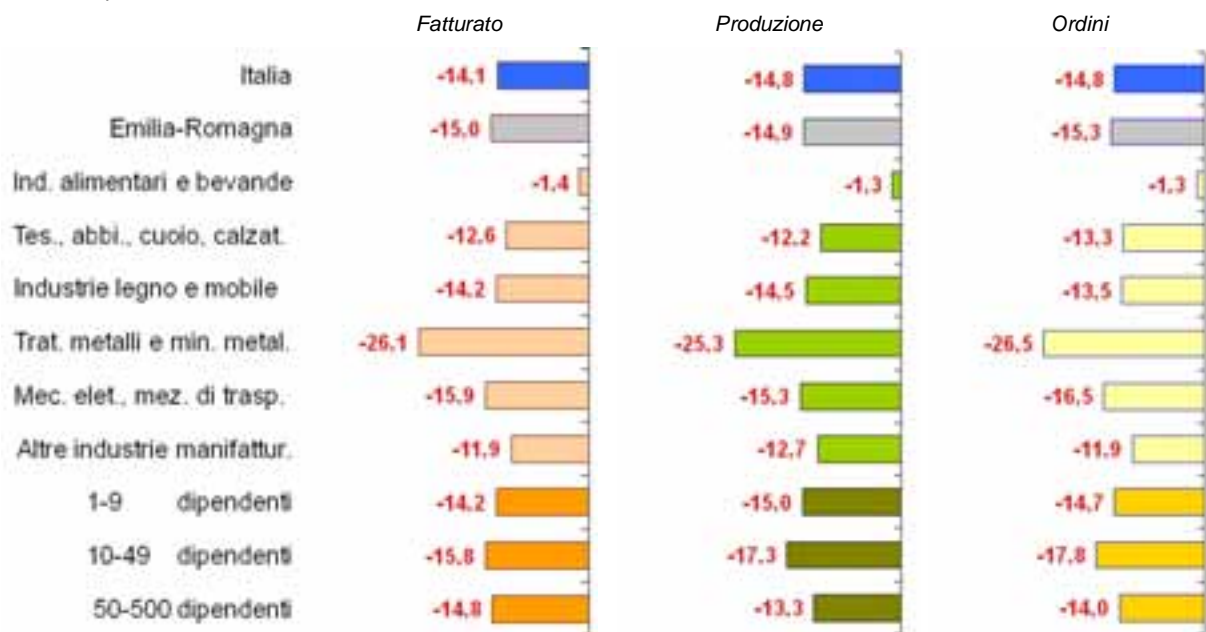 Fatturato Produzione Ordini
Italia -14,1 -14,8 -14,8
Emilia-Romagna -15,0 -14,9 -15,3
Ind. alimentari e bevande -1,4 -1,3 -1,3
Tes., abbi., cuoio, calzat. -12,6 -12,2 -13,3
Industrie legno e mobile -14,2 -14,5 -13,5
Trat. metalli e min. metal. -26,1 -25,3 -26,5
Mec. elet., mez. di trasp. -15,9 -15,3 -16,5
Altre industrie manifattur. -11,9 -12,7 -11,9
1-9 dipendenti -14,2 -15,0 -14,7
10-49 dipendenti -15,8 -17,3 -17,8
50-500 dipendenti -14,8 -13,3 -14,0